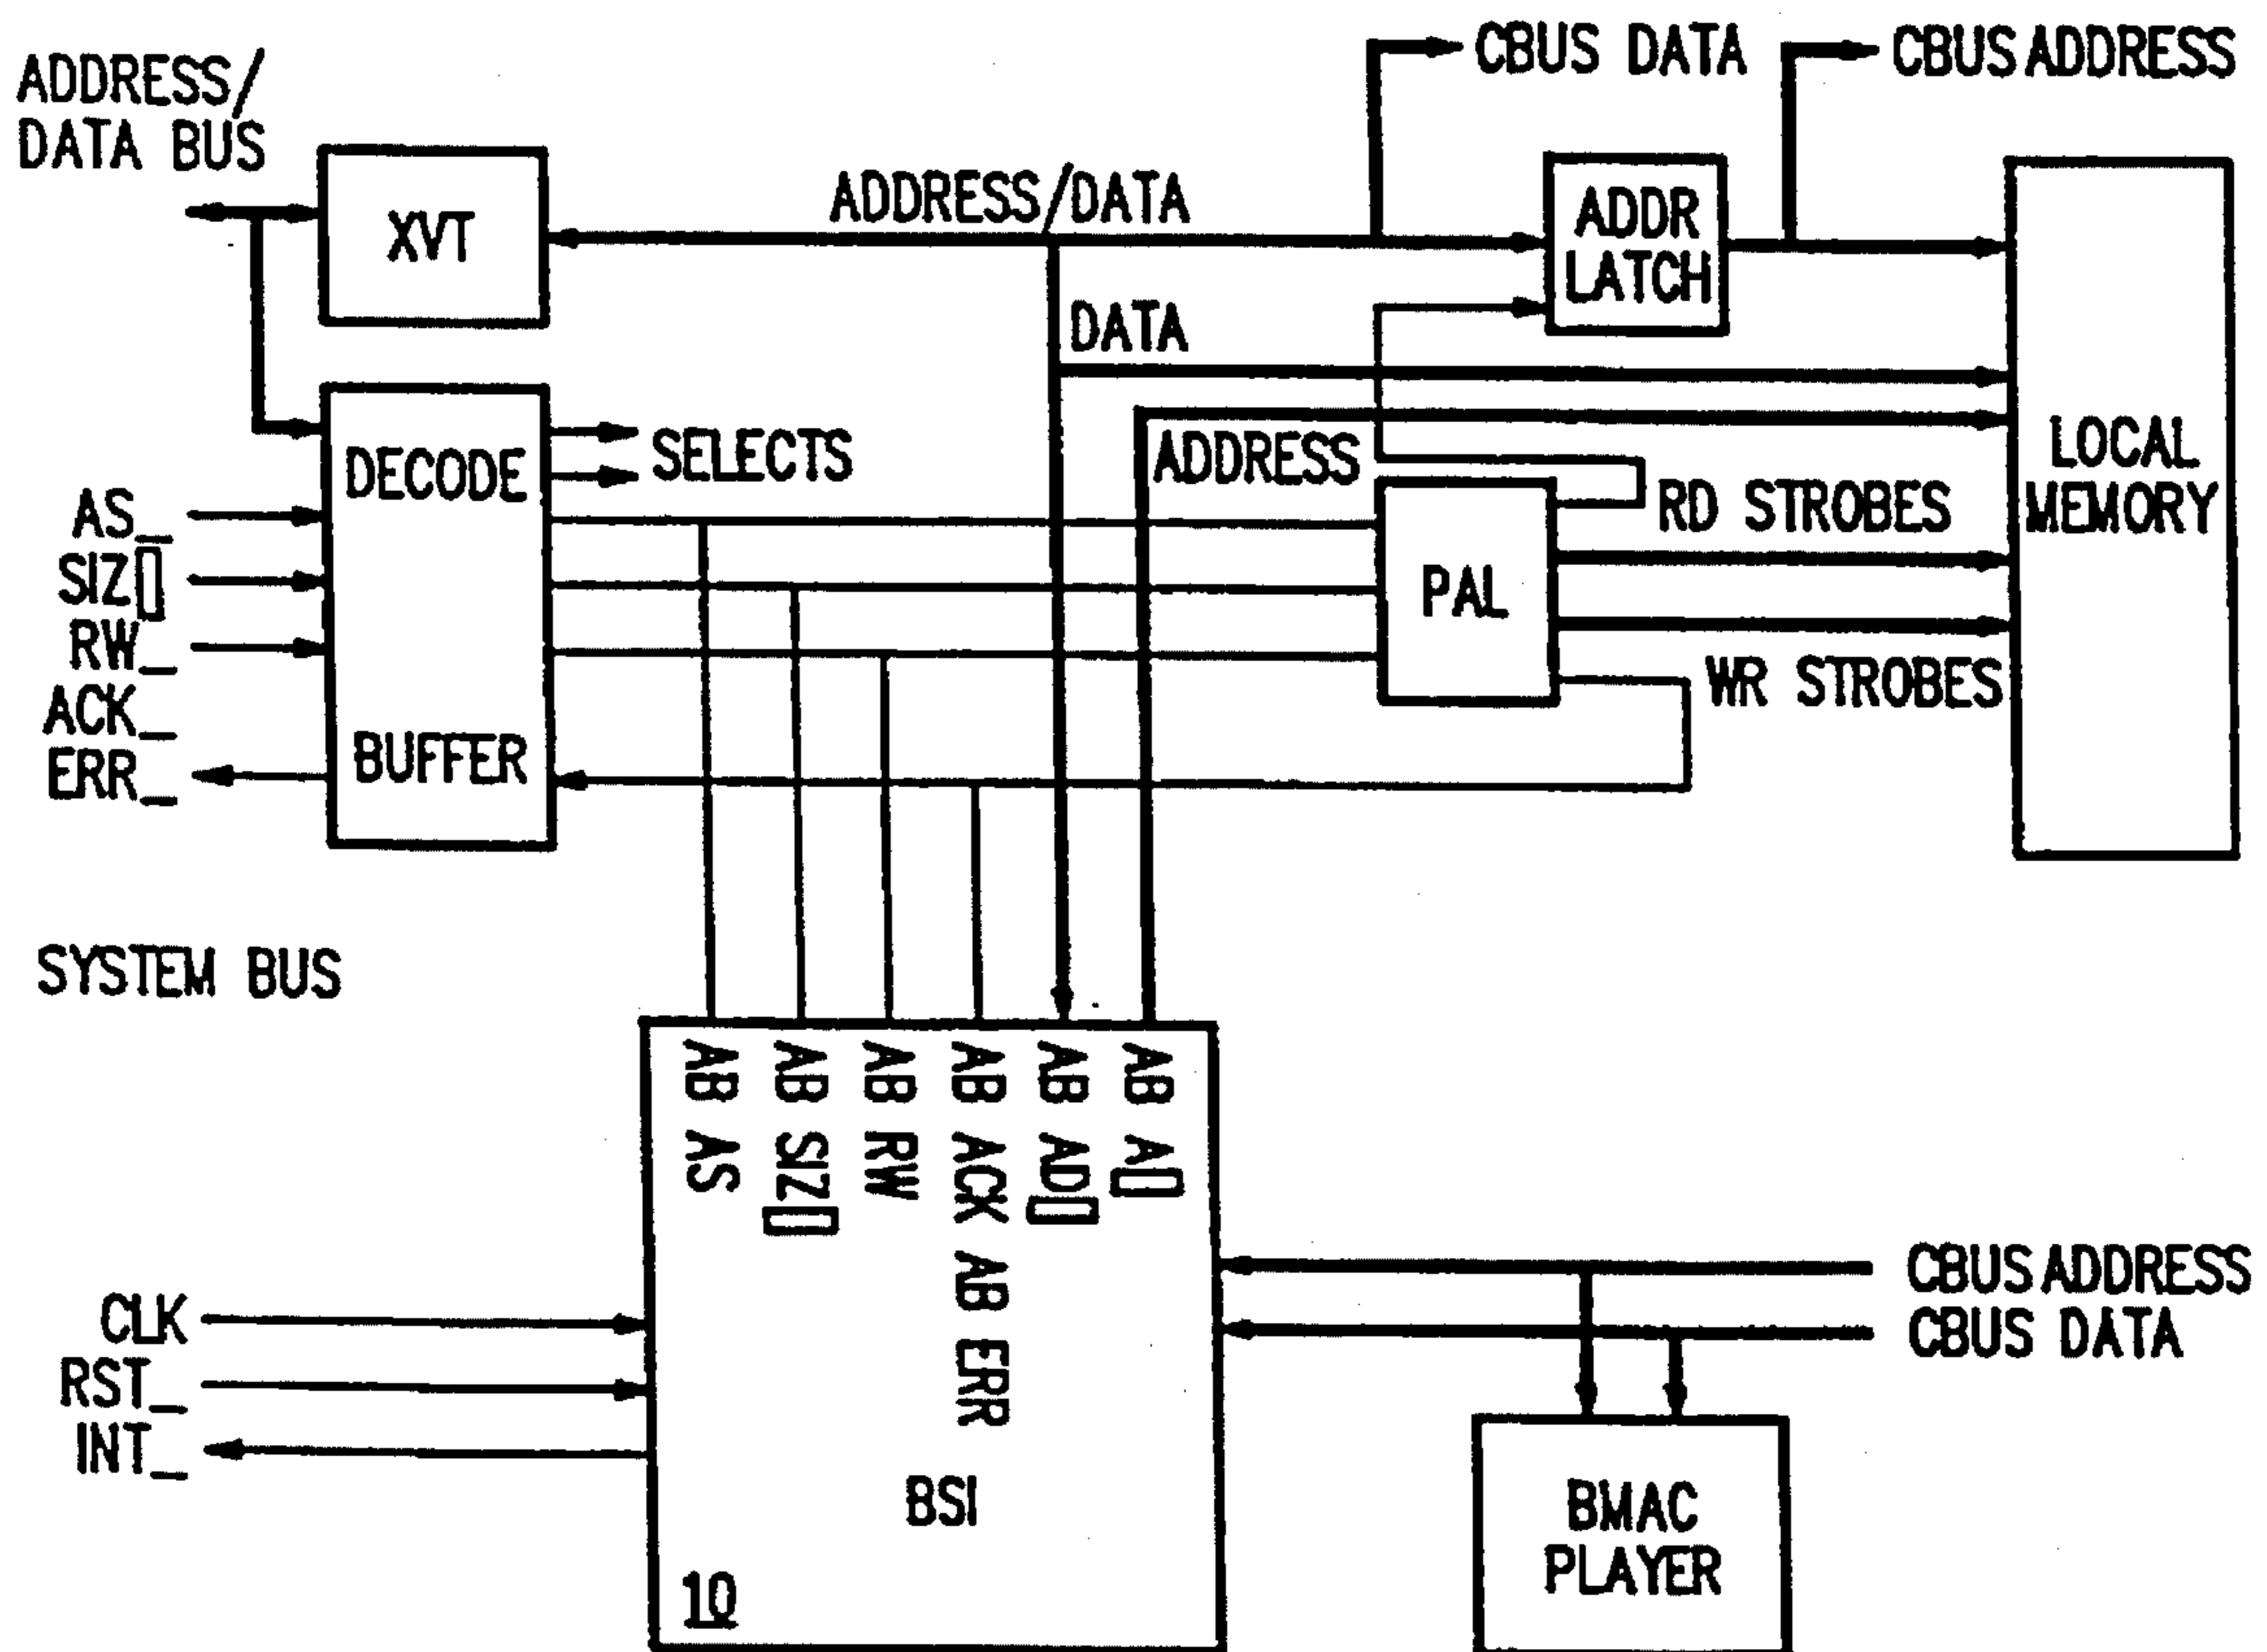 ADDRESS/
DATA BUS
CBUS DATA
CBUS ADDRESS
XVT
ADDRESS/DATA
ADDR
LATCH
DATA
DECODE
SELECTS
ADDRESS
LOCAL
MEMORY
AS_
SIZ[]
RW_
ACK_
ERR_
RD STROBES
PAL
WR STROBES
BUFFER
SYSTEM BUS
AB AS
AB SIZ[]
AB RW
AB ACK AB ERR
AB AD[]
AB A[]
CBUS ADDRESS
CBUS DATA
CLK
RST_
INT_
BSI
10
BMAC
PLAYER